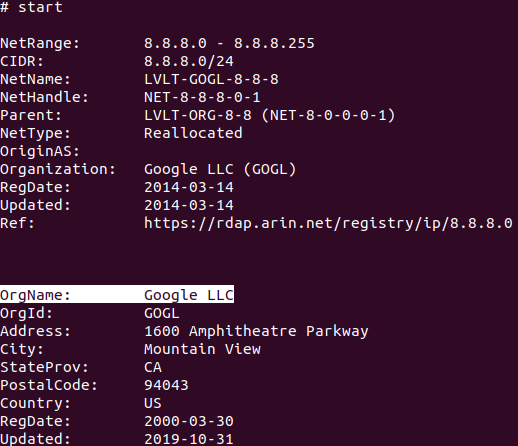 # start
NetRange: 8.8.8.0 - 8.8.8.255
CIDR: 8.8.8.0/24
NetName: LVLT-GOGL-8-8-8
NetHandle: NET-8-8-8-0-1
Parent: LVLT-ORG-8-8 (NET-8-0-0-0-1)
NetType: Reallocated
OriginAS:
Organization: Google LLC (GOGL)
RegDate: 2014-03-14
Updated: 2014-03-14
Ref: https://rdap.arin.net/registry/ip/8.8.8.0
OrgName: Google LLC
OrgId: GOGL
Address: 1600 Amphitheatre Parkway
City: Mountain View
StateProv: CA
PostalCode: 94043
Country: US
RegDate: 2000-03-30
Updated: 2019-10-31